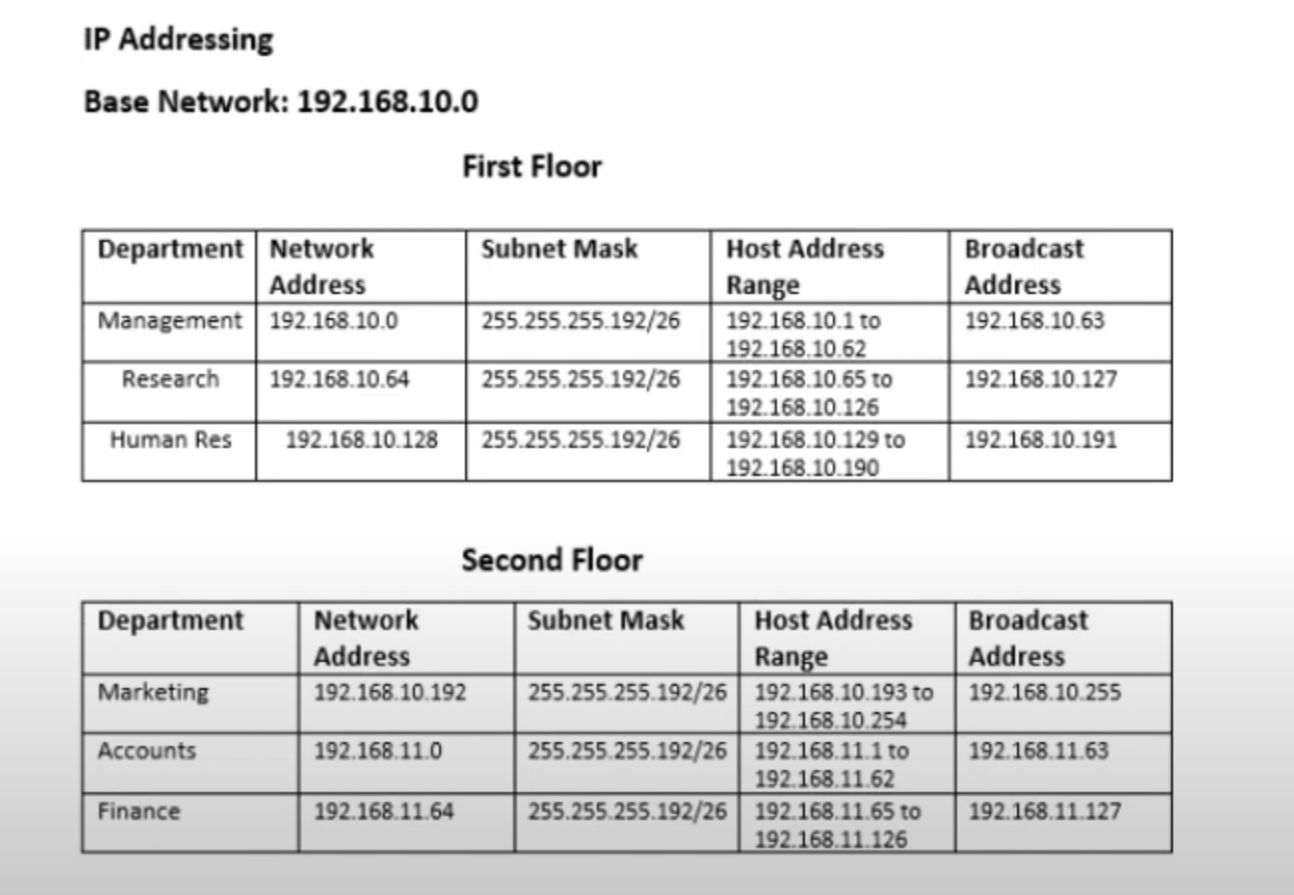 IP Addressing
Base Network: 192.168.10.0
First Floor
Department Network Address Subnet Mask Host Address Range Broadcast Address
Management 192.168.10.0 255.255.255.192/26 192.168.10.1 to 192.168.10.62 192.168.10.63
Research 192.168.10.64 255.255.255.192/26 192.168.10.65 to 192.168.10.126 192.168.10.127
Human Res 192.168.10.128 255.255.255.192/26 192.168.10.129 to 192.168.10.190 192.168.10.191
Second Floor
Department Network Address Subnet Mask Host Address Range Broadcast Address
Marketing 192.168.10.192 255.255.255.192/26 192.168.10.193 to 192.168.10.254 192.168.10.255
Accounts 192.168.11.0 255.255.255.192/26 192.168.11.1 to 192.168.11.62 192.168.11.63
Finance 192.168.11.64 255.255.255.192/26 192.168.11.65 to 192.168.11.126 192.168.11.127